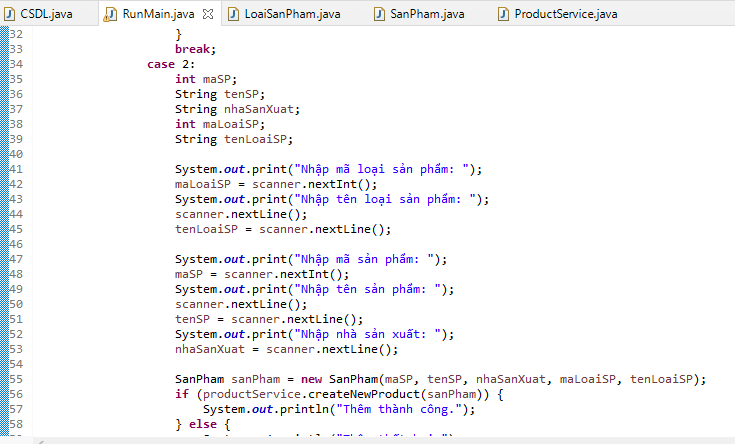 CSDL.java RunMain.java LoaiSanPham.java SanPham.java ProductService.java
32 }
33 break;
34 case 2:
35 int maSP;
36 String tenSP;
37 String nhaSanXuat;
38 int maLoaiSP;
39 String tenLoaiSP;
40
41 System.out.print("Nhập mã loại sản phẩm: ");
42 maLoaiSP = scanner.nextInt();
43 System.out.print("Nhập tên loại sản phẩm: ");
44 scanner.nextLine();
45 tenLoaiSP = scanner.nextLine();
46
47 System.out.print("Nhập mã sản phẩm: ");
48 maSP = scanner.nextInt();
49 System.out.print("Nhập tên sản phẩm: ");
50 scanner.nextLine();
51 tenSP = scanner.nextLine();
52 System.out.print("Nhập nhà sản xuất: ");
53 nhaSanXuat = scanner.nextLine();
54
55 SanPham sanPham = new SanPham(maSP, tenSP, nhaSanXuat, maLoaiSP, tenLoaiSP);
56 if (productService.createNewProduct(sanPham)) {
57 System.out.println("Thêm thành công.");
58 } else {